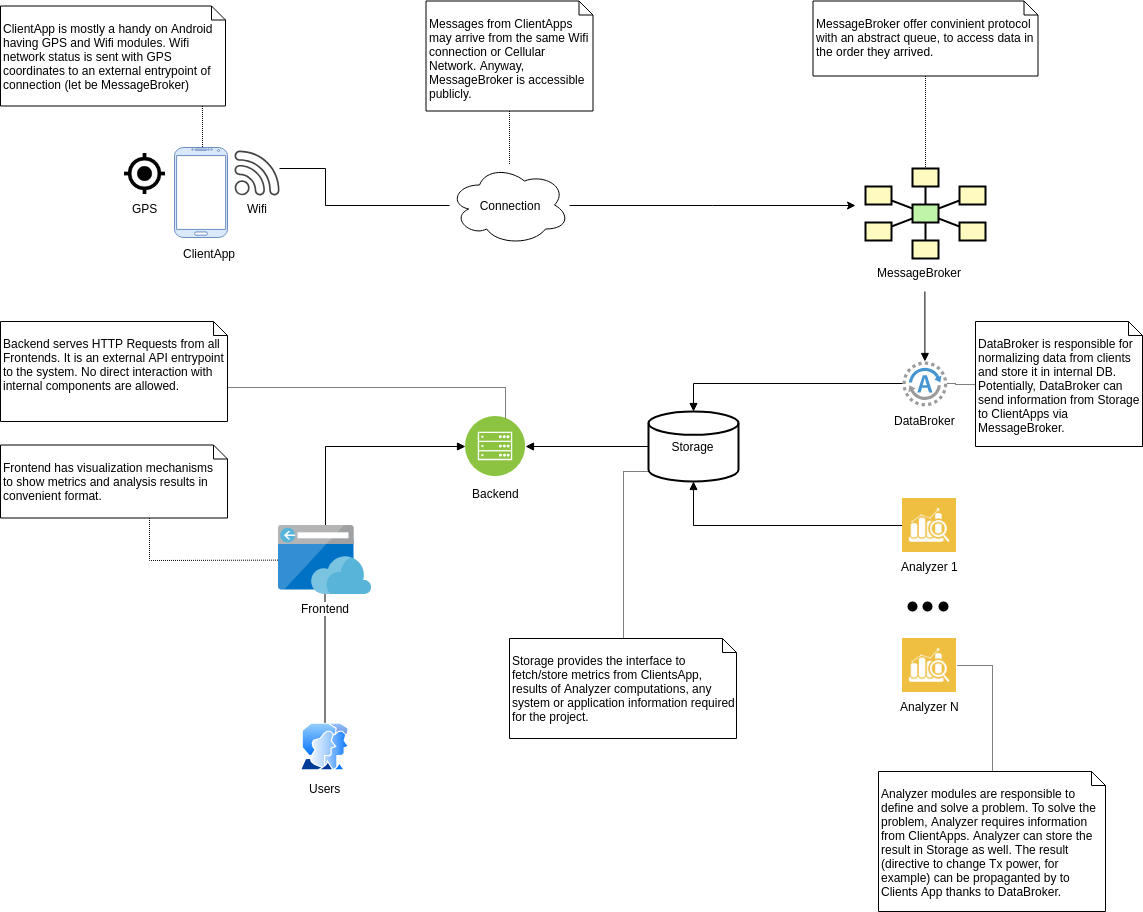 ClientApp is mostly a handy on Android
having GPS and Wifi modules. Wifi
network status is sent with GPS
coordinates to an external entrypoint of
connection (let be MessageBroker)
Messages from ClientApps
may arrive from the same Wifi
connection or Cellular
Network. Anyway,
MessageBroker is accessible
publicly.
MessageBroker offer convinient protocol
with an abstract queue, to access data in
the order they arrived.
GPS
Wifi
ClientApp
Connection
MessageBroker
Backend serves HTTP Requests from all
Frontends. It is an external API entrypoint
to the system. No direct interaction with
internal components are allowed.
DataBroker is responsible for
normalizing data from clients
and store it in internal DB.
Potentially, DataBroker can
send information from Storage
to ClientApps via
MessageBroker.
A
DataBroker
Storage
Backend
Frontend has visualization mechanisms
to show metrics and analysis results in
convenient format.
Analyzer 1
Frontend
Storage provides the interface to
fetch/store metrics from ClientsApp,
results of Analyzer computations, any
system or application information required
for the project.
Analyzer N
Users
Analyzer modules are responsible to
define and solve a problem. To solve the
problem, Analyzer requires information
from ClientApps. Analyzer can store the
result in Storage as well. The result
(directive to change Tx power, for
example) can be propaganted by to
Clients App thanks to DataBroker.